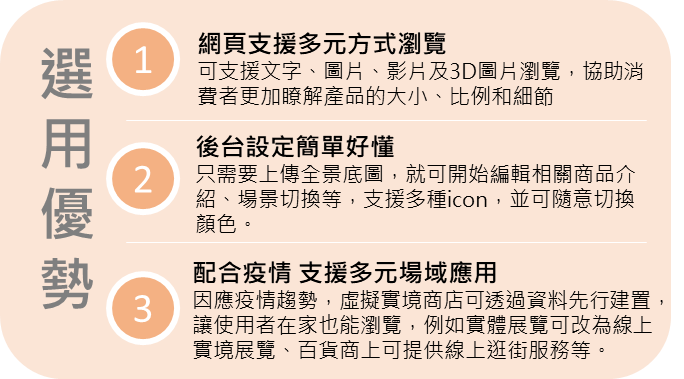 選用優勢
1
網頁支援多元方式瀏覽
可支援文字、圖片、影片及3D圖片瀏覽，協助消
費者更加瞭解產品的大小、比例和細節
2
後台設定簡單好懂
只需要上傳全景底圖，就可開始編輯相關商品介
紹、場景切換等，支援多種icon，並可隨意切換
顏色。
3
配合疫情 支援多元場域應用
因應疫情趨勢，虛擬實境商店可透過資料先行建置，
讓使用者在家也能瀏覽，例如實體展覽可改為線上
實境展覽、百貨商上可提供線上逛街服務等。